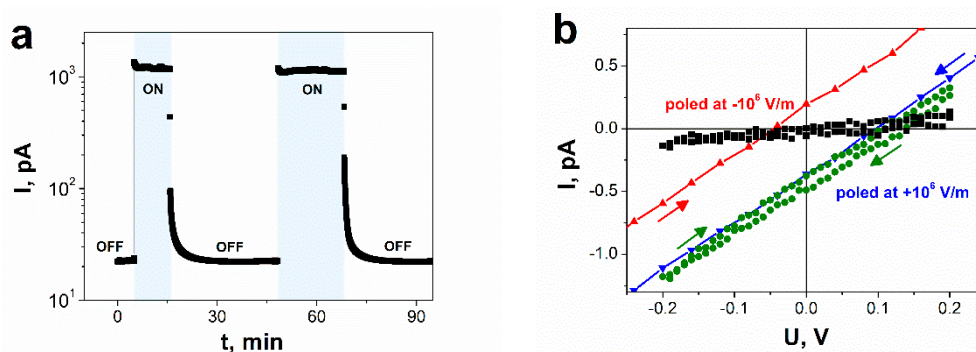 a
I, pA
10³
10²
10¹
ON
ON
OFF
OFF
OFF
0
30
60
90
t, min
b
I, pA
0.5
0.0
-0.5
-1.0
poled at -10⁶ V/m
poled at +10⁶ V/m
-0.2
-0.1
0.0
0.1
0.2
U, V